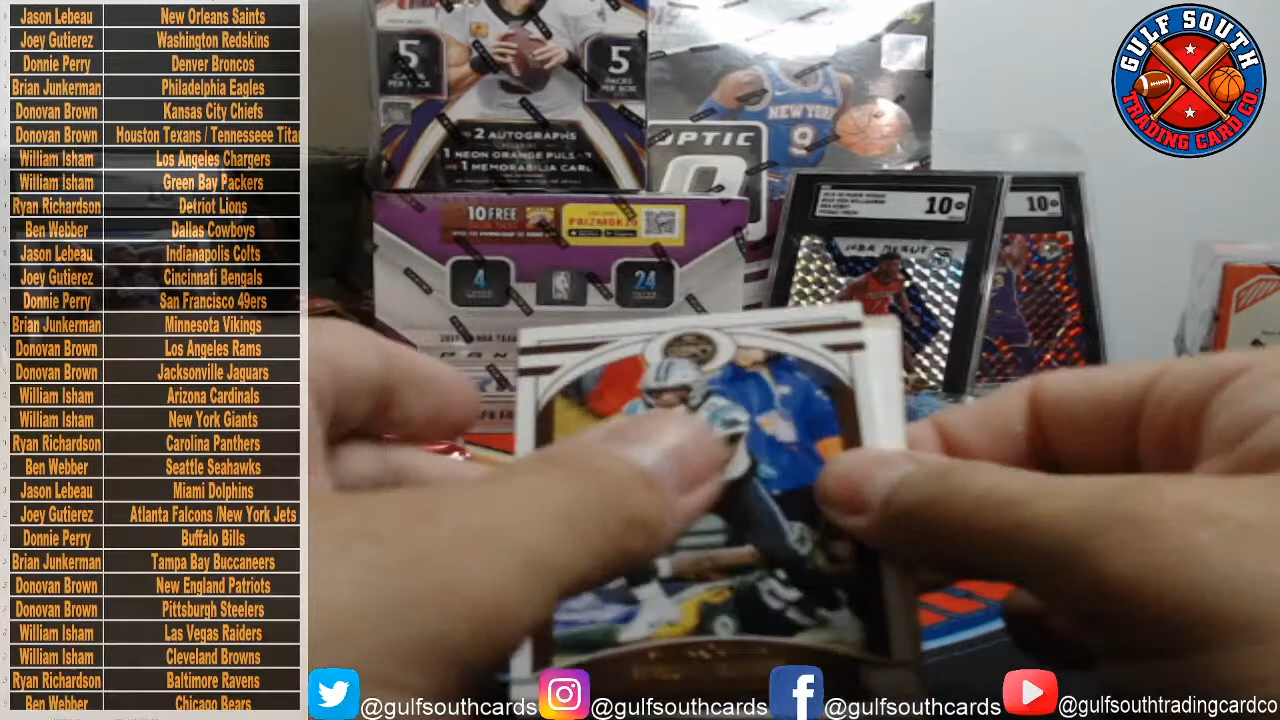 Jason Lebeau New Orleans Saints
Joey Gutierez Washington Redskins
Donnie Perry Denver Broncos
Brian Junkerman Philadelphia Eagles
Donovan Brown Kansas City Chiefs
Donovan Brown Houston Texans / Tenneseee Titan
William Isham Los Angeles Chargers
William Isham Green Bay Packers
Ryan Richardson Detriot Lions
Ben Webber Dallas Cowboys
Jason Lebeau Indianapolis Colts
Joey Gutierez Cincinnati Bengals
Donnie Perry San Francisco 49ers
Brian Junkerman Minnesota Vikings
Donovan Brown Los Angeles Rams
Donovan Brown Jacksonville Jaguars
William Isham Arizona Cardinals
William Isham New York Giants
Ryan Richardson Carolina Panthers
Ben Webber Seattle Seahawks
Jason Lebeau Miami Dolphins
Joey Gutierez Atlanta Falcons /New York Jets
Donnie Perry Buffalo Bills
Brian Junkerman Tampa Bay Buccaneers
Donovan Brown New England Patriots
Donovan Brown Pittsburgh Steelers
William Isham Las Vegas Raiders
William Isham Cleveland Browns
Ryan Richardson Baltimore Ravens
Ben Webber Chicago Bears
5
5
2 AUTOGRAPHS
1 NEON ORANGE PULSAR
1 MEMORABILIA CARD
NEW YORK
9
OPTIC
10 FREE
4
24
10
10
NBA DEBUT
GULF SOUTH
TRADING CARD CO.
@gulfsouthcards
@gulfsouthcards
@gulfsouthcards
@gulfsouthtradingcardco